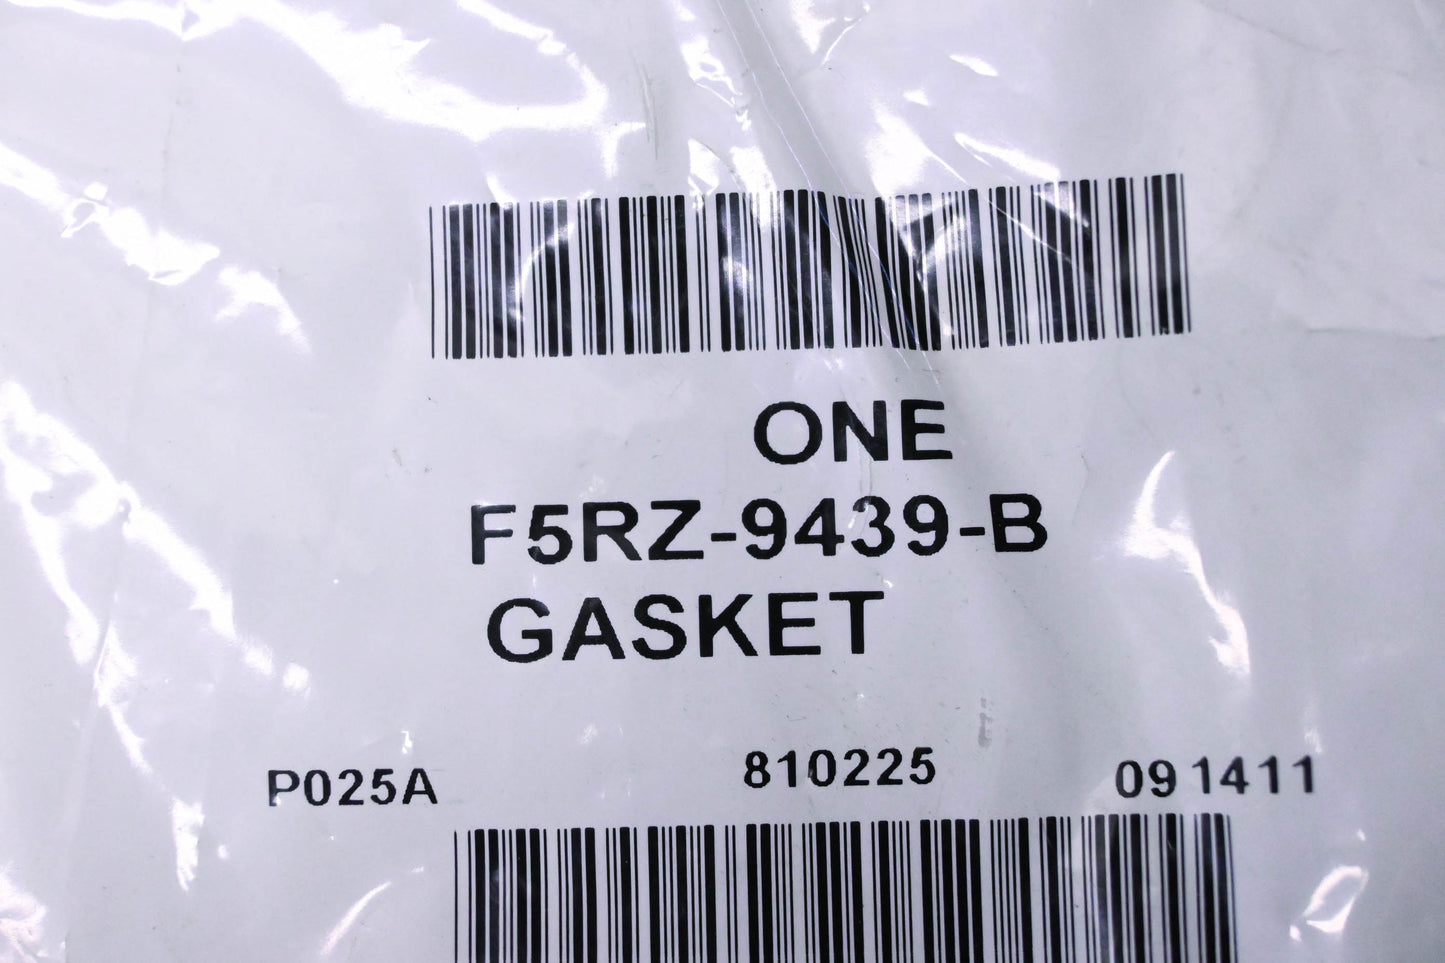 ONE
F5RZ-9439-B
GASKET
P025A 810225 091411